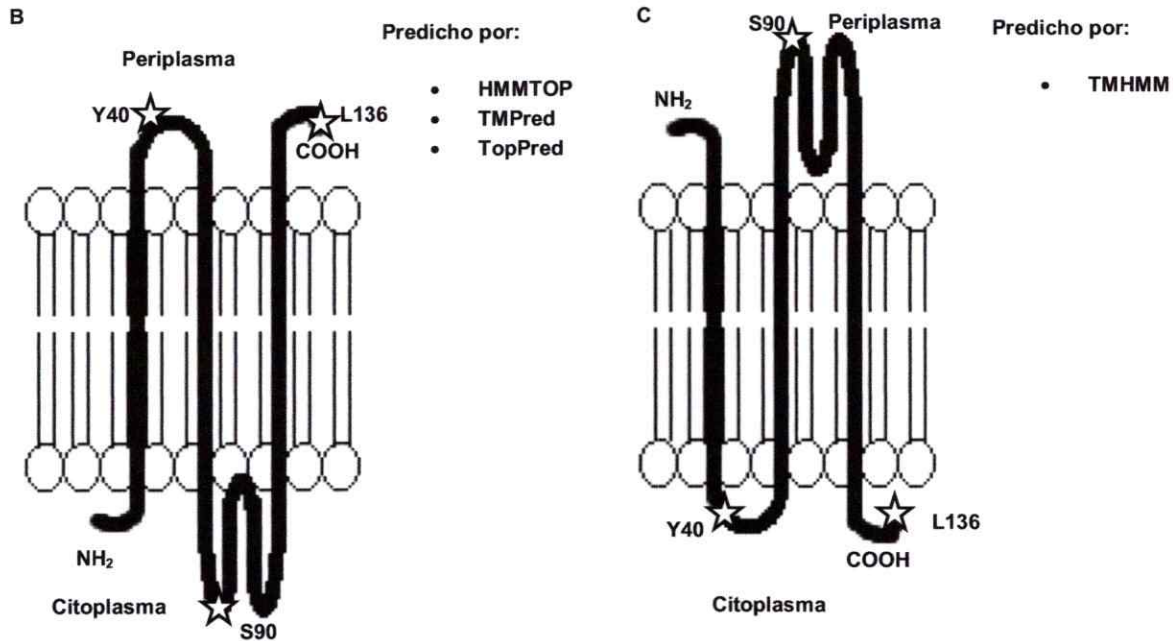 B
Predicho por:
Periplasma
• HMMTOP
• TMPred
• TopPred
Y40
L136
COOH
NH₂
Citoplasma
S90
C
S90
Periplasma
Predicho por:
• TMHMM
NH₂
Y40
L136
COOH
Citoplasma